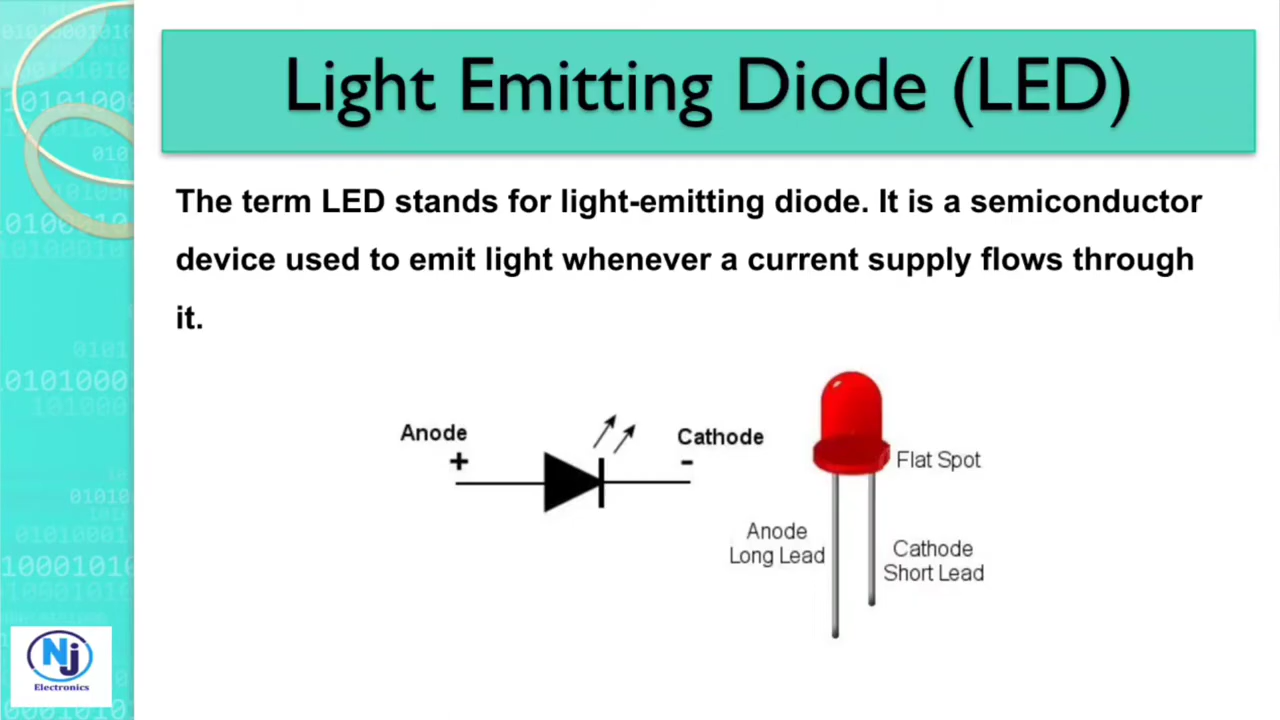 Light Emitting Diode (LED)
The term LED stands for light-emitting diode. It is a semiconductor
device used to emit light whenever a current supply flows through
it.
Anode
+
Cathode
-
Flat Spot
Anode
Long Lead
Cathode
Short Lead
NJ
Electronics